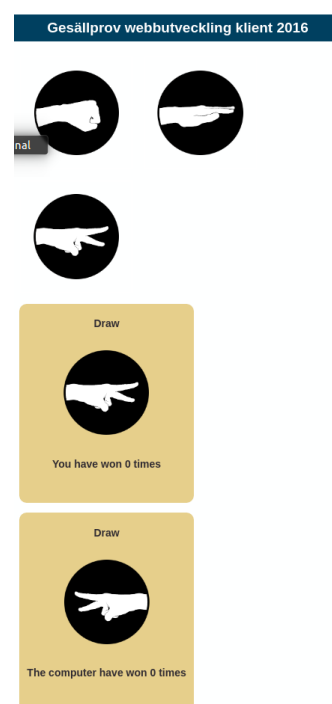 Gesällprov webbutveckling klient 2016
nal
Draw
You have won 0 times
Draw
The computer have won 0 times